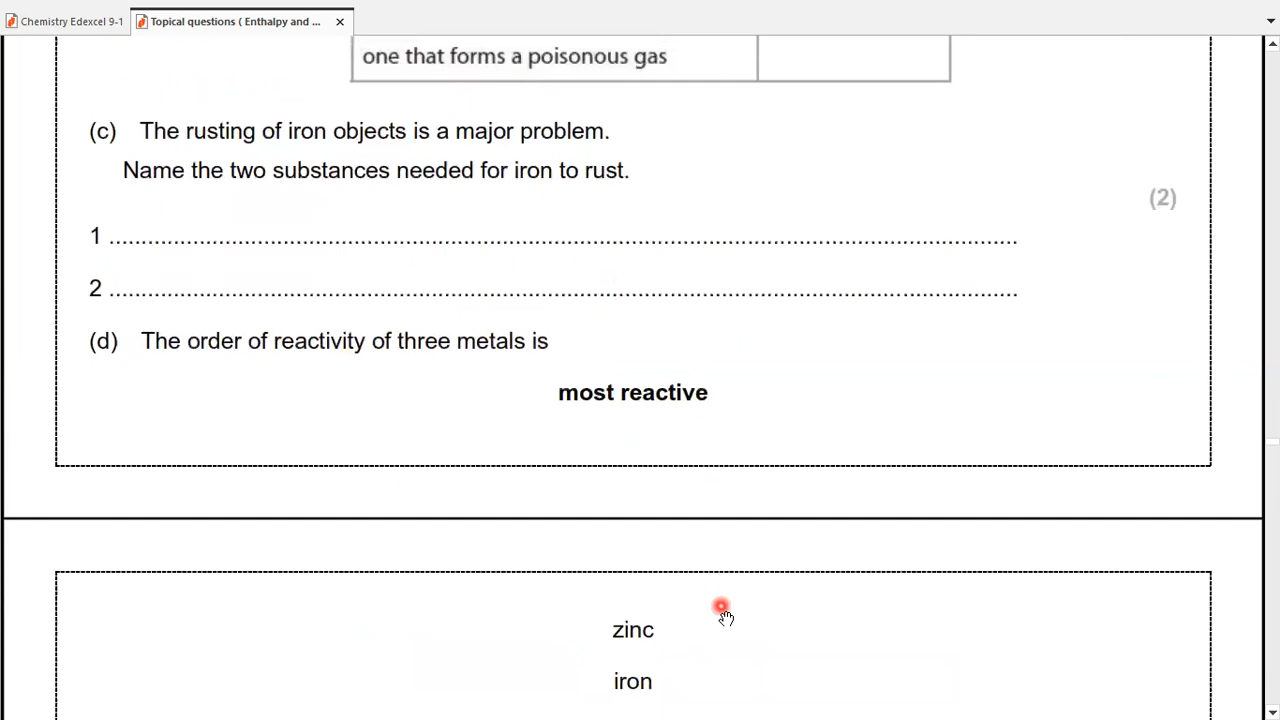 Chemistry Edexcel 9-1
Topical questions ( Enthalpy and ...
one that forms a poisonous gas
(c) The rusting of iron objects is a major problem.
Name the two substances needed for iron to rust.
(2)
1 ................................................................................................................................................
2 ................................................................................................................................................
(d) The order of reactivity of three metals is
most reactive
zinc
iron